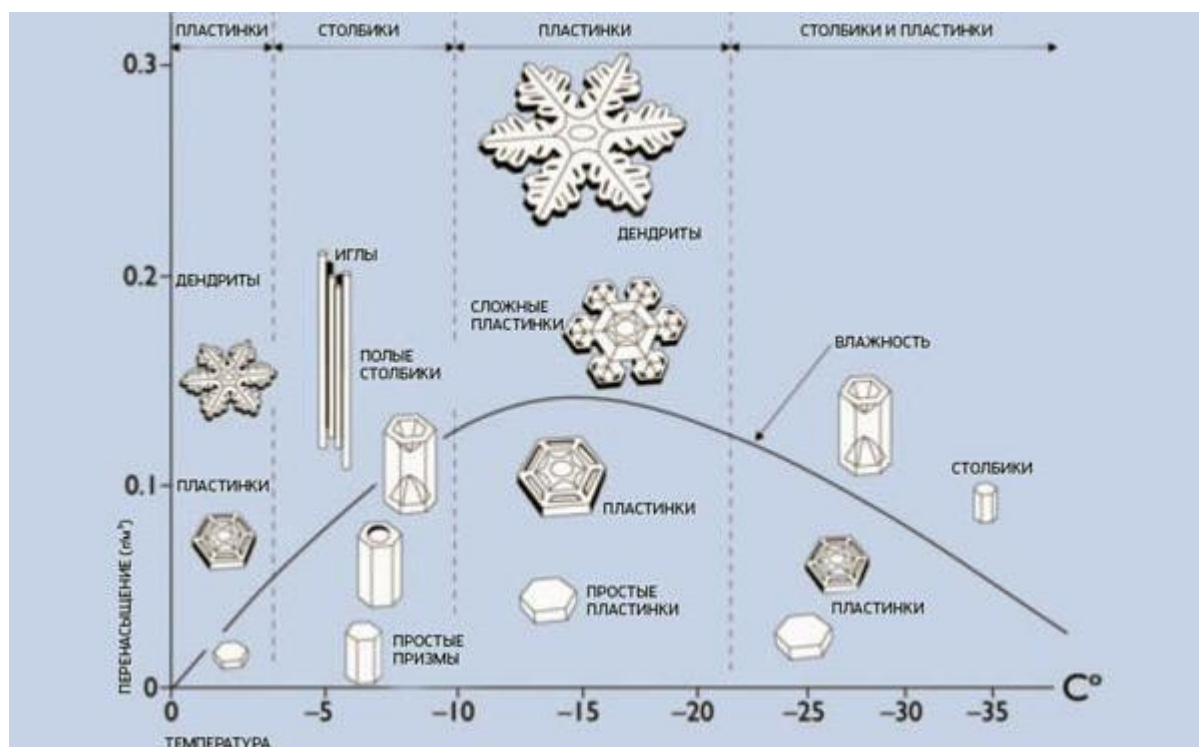 ПЛАСТИНКИ
СТОЛБИКИ
ПЛАСТИНКИ
СТОЛБИКИ И ПЛАСТИНКИ
0.3
ДЕНДРИТЫ
0.2
ИГЛЫ
ДЕНДРИТЫ
СЛОЖНЫЕ
ПЛАСТИНКИ
ПОЛЫЕ
СТОЛБИКИ
ВЛАЖНОСТЬ
0.1
ПЛАСТИНКИ
ПЛАСТИНКИ
СТОЛБИКИ
ПРОСТЫЕ
ПЛАСТИНКИ
ПЛАСТИНКИ
ПРОСТЫЕ
ПРИЗМЫ
ПЕРЕНАСЫЩЕНИЕ (г/м³)
0
C°
0
–5
–10
–15
–20
–25
–30
–35
ТЕМПЕРАТУРА